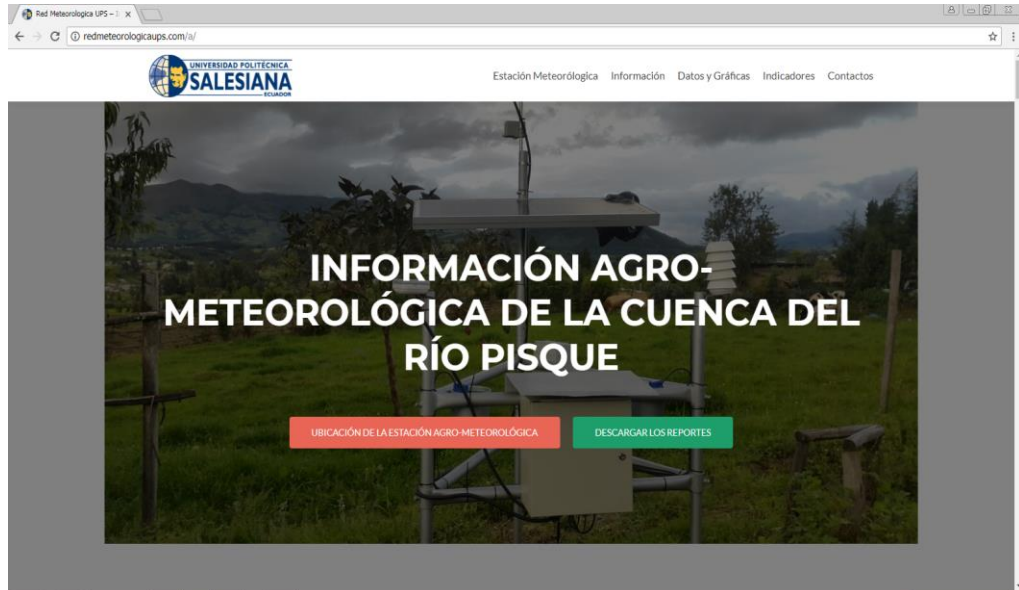 Red Meteorologica UPS –
redmeteorologicaups.com/a/
UNIVERSIDAD POLITÉCNICA
SALESIANA
ECUADOR
Estación Meteorólogica Información Datos y Gráficas Indicadores Contactos
INFORMACIÓN AGRO-
METEOROLÓGICA DE LA CUENCA DEL
RÍO PISQUE
UBICACIÓN DE LA ESTACIÓN AGRO-METEOROLÓGICA DESCARGAR LOS REPORTES